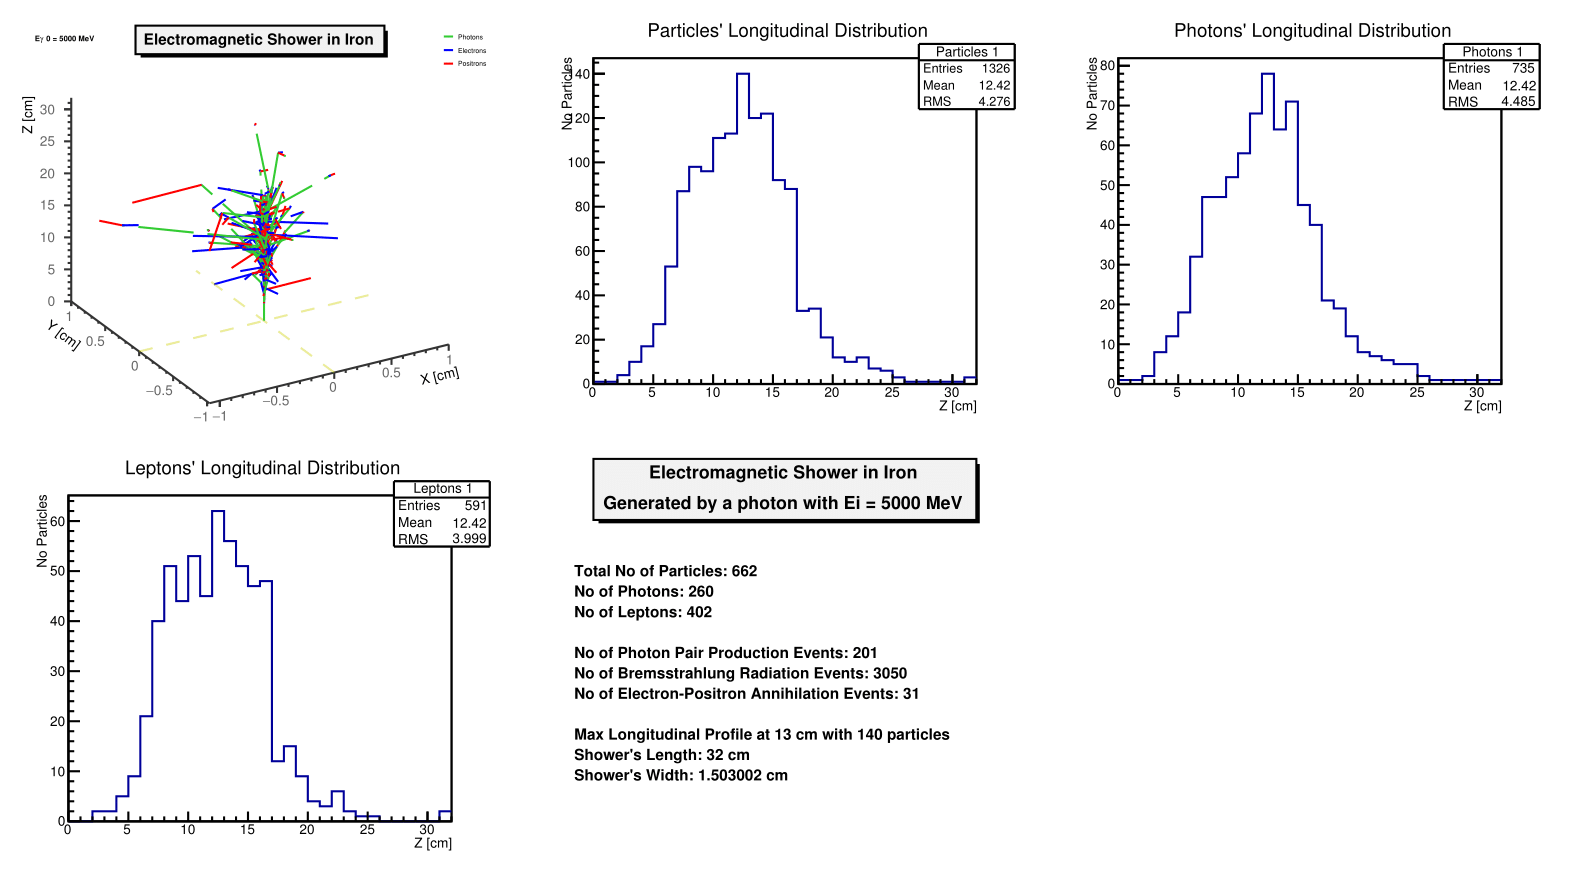 Eγ 0 = 5000 MeV
Electromagnetic Shower in Iron
Photons
Electrons
Positrons
Z [cm]
30
25
20
15
10
5
0
1
0.5
0
−0.5
−1
Y [cm]
−1
−0.5
0
0.5
1
X [cm]
Particles' Longitudinal Distribution
Particles 1
Entries 1326
Mean 12.42
RMS 4.276
No Particles
140
120
100
80
60
40
20
0
0 5 10 15 20 25 30
Z [cm]
Photons' Longitudinal Distribution
Photons 1
Entries 735
Mean 12.42
RMS 4.485
No Particles
80
70
60
50
40
30
20
10
0
0 5 10 15 20 25 30
Z [cm]
Leptons' Longitudinal Distribution
Leptons 1
Entries 591
Mean 12.42
RMS 3.999
No Particles
60
50
40
30
20
10
0
0 5 10 15 20 25 30
Z [cm]
Electromagnetic Shower in Iron
Generated by a photon with Ei = 5000 MeV
Total No of Particles: 662
No of Photons: 260
No of Leptons: 402
No of Photon Pair Production Events: 201
No of Bremsstrahlung Radiation Events: 3050
No of Electron-Positron Annihilation Events: 31
Max Longitudinal Profile at 13 cm with 140 particles
Shower's Length: 32 cm
Shower's Width: 1.503002 cm